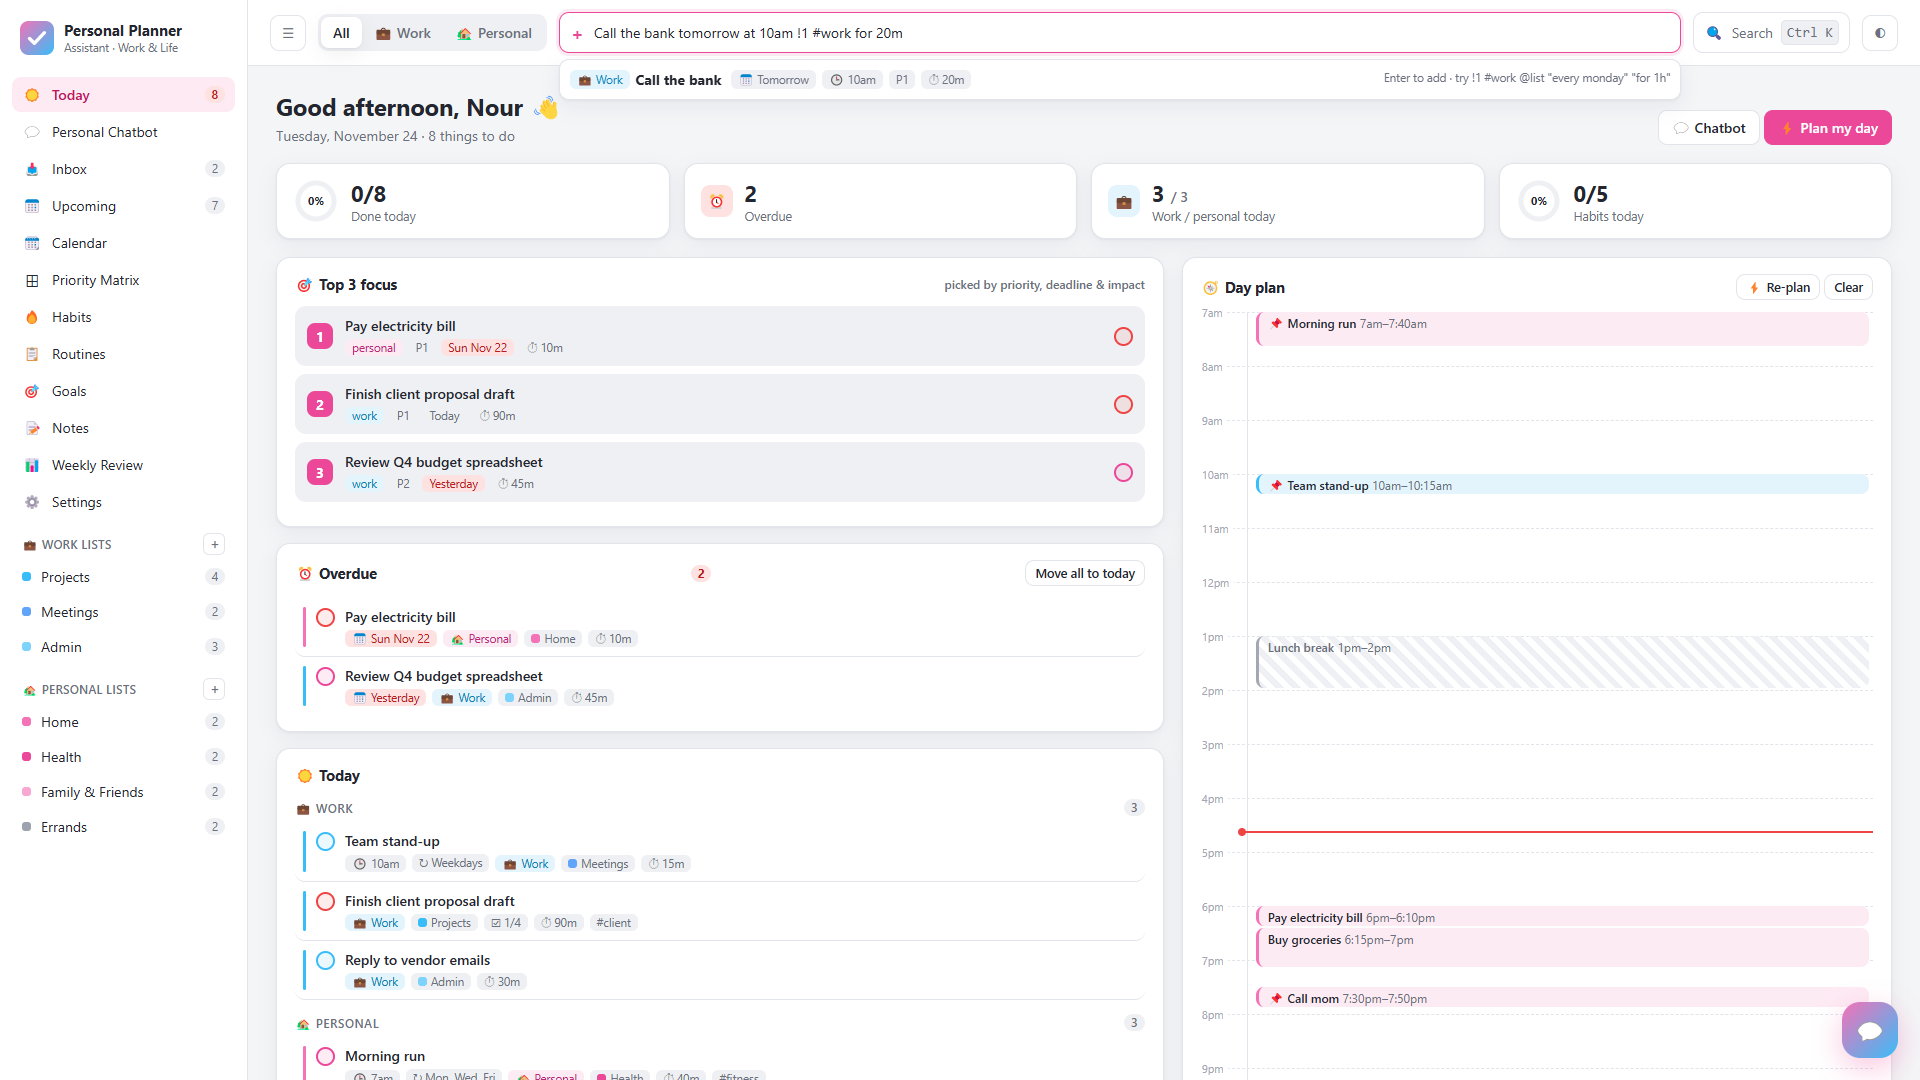 Personal Planner
Assistant · Work & Life
Today 8
Personal Chatbot
Inbox 2
Upcoming 7
Calendar
Priority Matrix
Habits
Routines
Goals
Notes
Weekly Review
Settings
WORK LISTS +
Projects 4
Meetings 2
Admin 3
PERSONAL LISTS +
Home 2
Health 2
Family & Friends 2
Errands 2
All Work Personal
+ Call the bank tomorrow at 10am !1 #work for 20m
Search Ctrl K
Work Call the bank Tomorrow 10am P1 20m
Enter to add · try !1 #work @list "every monday" "for 1h"
Good afternoon, Nour
Tuesday, November 24 · 8 things to do
Chatbot Plan my day
0% 0/8
Done today
2
Overdue
3 / 3
Work / personal today
0% 0/5
Habits today
Top 3 focus picked by priority, deadline & impact
1 Pay electricity bill
personal P1 Sun Nov 22 10m
2 Finish client proposal draft
work P1 Today 90m
3 Review Q4 budget spreadsheet
work P2 Yesterday 45m
Overdue 2 Move all to today
Pay electricity bill
Sun Nov 22 Personal Home 10m
Review Q4 budget spreadsheet
Yesterday Work Admin 45m
Today
WORK 3
Team stand-up
10am Weekdays Work Meetings 15m
Finish client proposal draft
Work Projects 1/4 90m #client
Reply to vendor emails
Work Admin 30m
PERSONAL 3
Morning run
7am Mon, Wed, Fri Personal Health 40m #fitness
Day plan Re-plan Clear
7am
Morning run 7am–7:40am
8am
9am
10am
Team stand-up 10am–10:15am
11am
12pm
1pm
Lunch break 1pm–2pm
2pm
3pm
4pm
5pm
6pm
Pay electricity bill 6pm–6:10pm
Buy groceries 6:15pm–7pm
7pm
Call mom 7:30pm–7:50pm
8pm
9pm